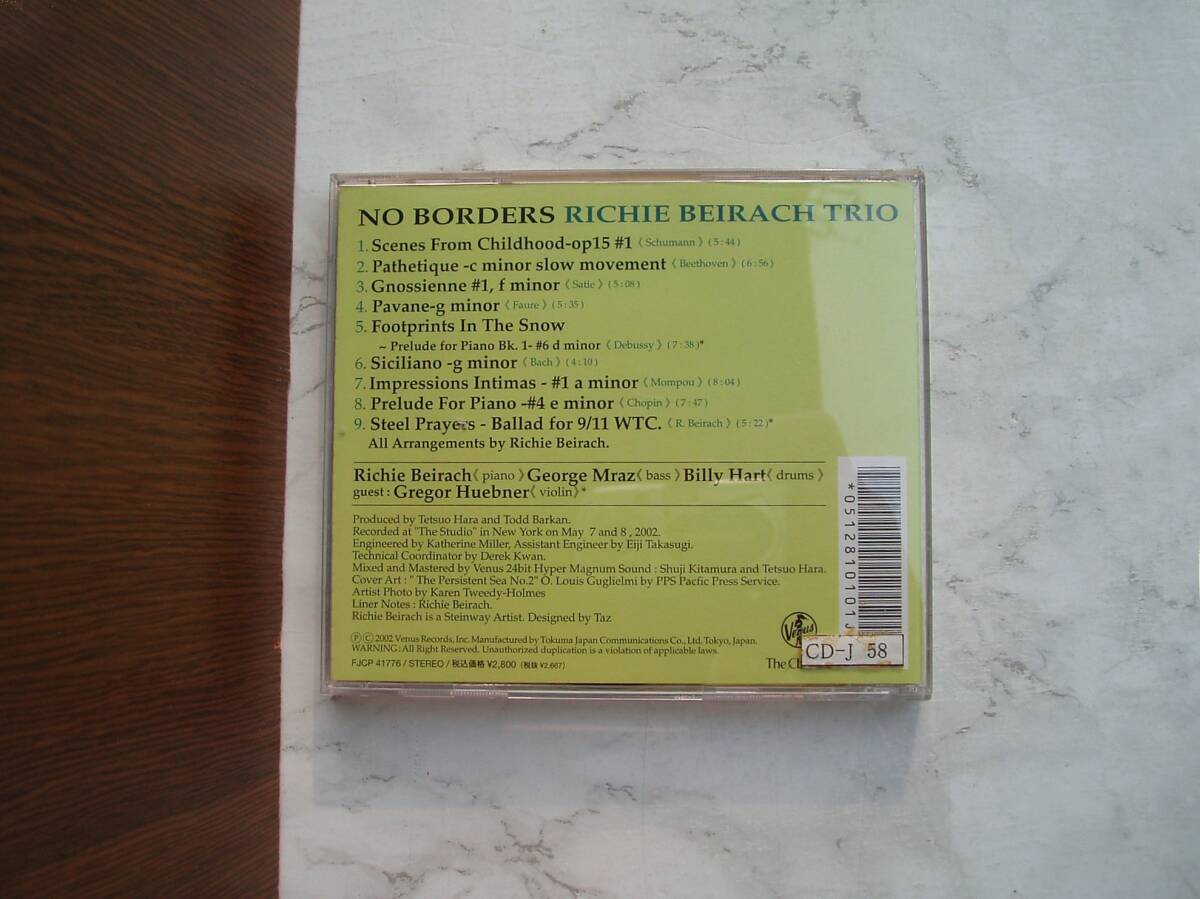 NO BORDERS RICHIE BEIRACH TRIO
1. Scenes From Childhood-op15 #1《Schumann》(5:44)
2. Pathetique -c minor slow movement《Beethoven》(6:56)
3. Gnossienne #1, f minor《Satie》(5:08)
4. Pavane-g minor《Faure》(5:35)
5. Footprints In The Snow
~ Prelude for Piano Bk. 1- #6 d minor《Debussy》(7:38)*
6. Siciliano -g minor《Bach》(4:10)
7. Impressions Intimas - #1 a minor《Mompou》(8:04)
8. Prelude For Piano -#4 e minor《Chopin》(7:47)
9. Steel Prayers - Ballad for 9/11 WTC.《R. Beirach》(5:22)*
All Arrangements by Richie Beirach.
Richie Beirach《piano》George Mraz《bass》Billy Hart《drums》
guest : Gregor Huebner《violin》*
Produced by Tetsuo Hara and Todd Barkan.
Recorded at "The Studio" in New York on May 7 and 8 , 2002.
Engineered by Katherine Miller, Assistant Engineer by Eiji Takasugi.
Technical Coordinator by Derek Kwan.
Mixed and Mastered by Venus 24bit Hyper Magnum Sound : Shuji Kitamura and Tetsuo Hara.
Cover Art : " The Persistent Sea No.2" O. Louis Guglielmi by PPS Pacfic Press Service.
Artist Photo by Karen Tweedy-Holmes
Liner Notes : Richie Beirach.
Richie Beirach is a Steinway Artist. Designed by Taz
Ⓟ Ⓒ 2002 Venus Records, Inc. Manufactured by Tokuma Japan Communications Co., Ltd. Tokyo, Japan.
WARNING : All Right Reserved. Unauthorized duplication is a violation of applicable laws.
FJCP 41776 / STEREO / 税込価格 ¥2,800 (税抜 ¥2,667)
*0512810101J
Venus
CD-J 58
The